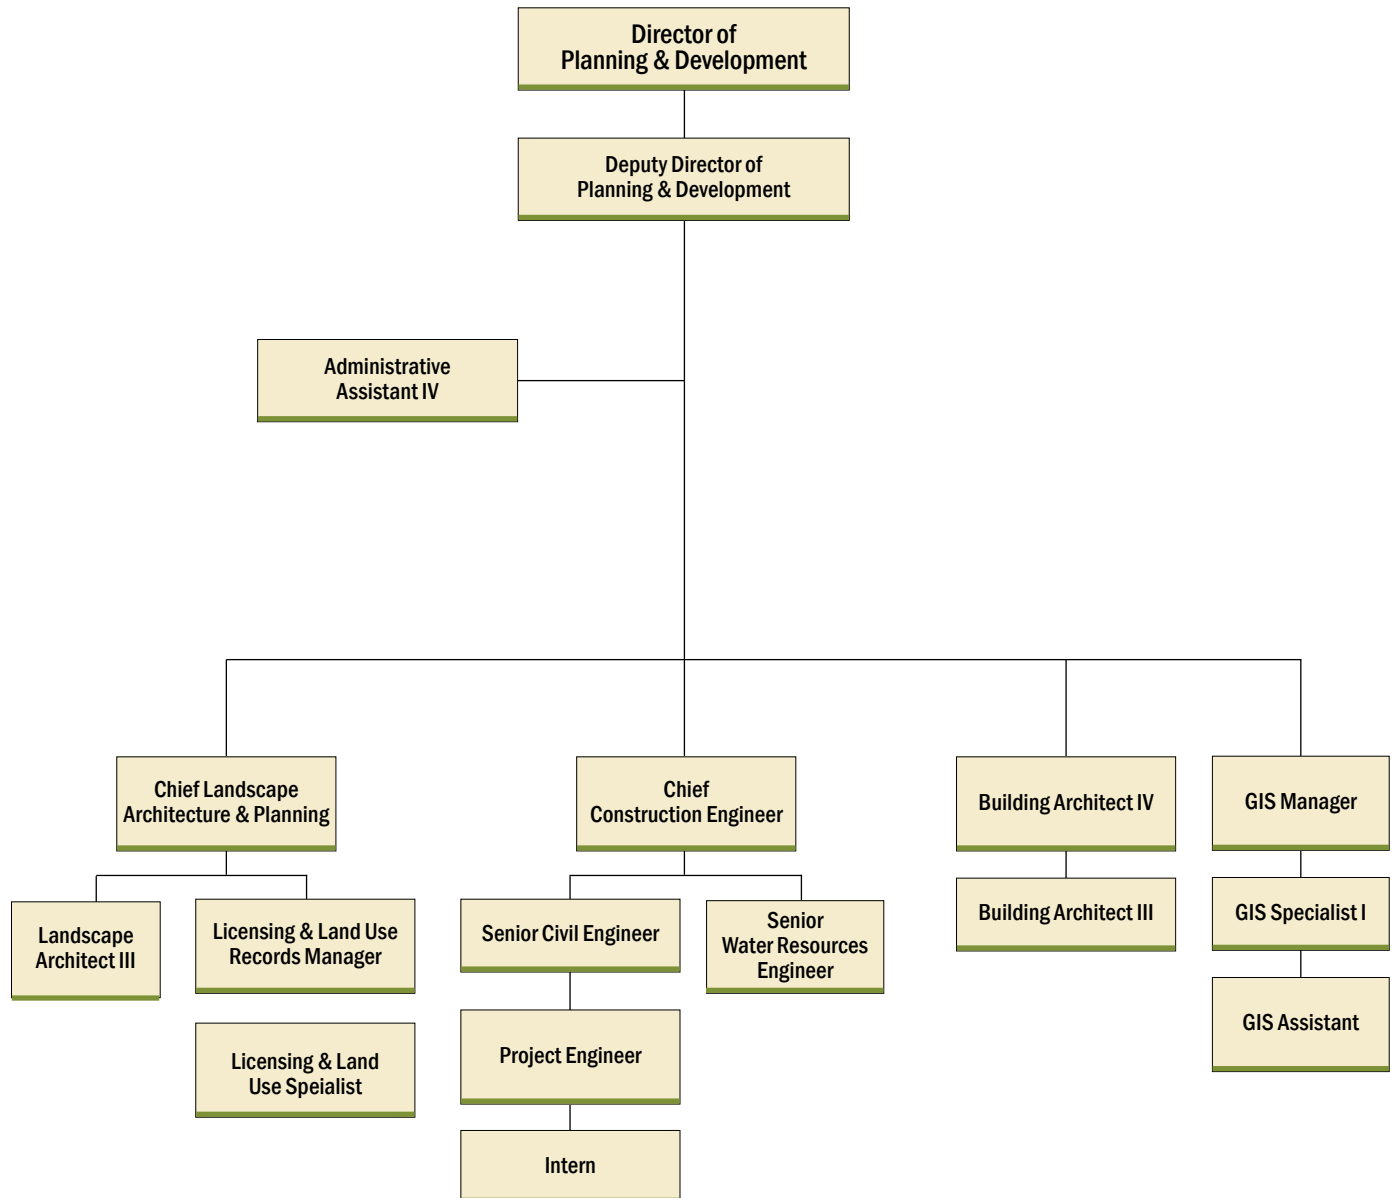 Director of
Planning & Development
Deputy Director of
Planning & Development
Administrative
Assistant IV
Chief Landscape
Architecture & Planning
Chief
Construction Engineer
Building Architect IV
GIS Manager
Landscape
Architect III
Licensing & Land Use
Records Manager
Senior Civil Engineer
Senior
Water Resources
Engineer
Building Architect III
GIS Specialist I
Licensing & Land
Use Speialist
Project Engineer
GIS Assistant
Intern